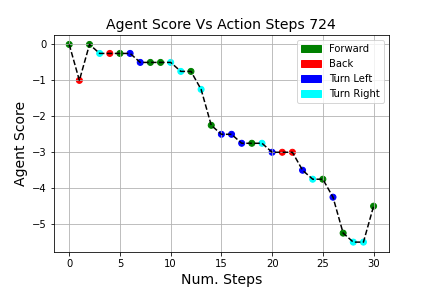 Agent Score Vs Action Steps 724
Forward
Back
Turn Left
Turn Right
0
−1
−2
−3
−4
−5
Agent Score
0
5
10
15
20
25
30
Num. Steps